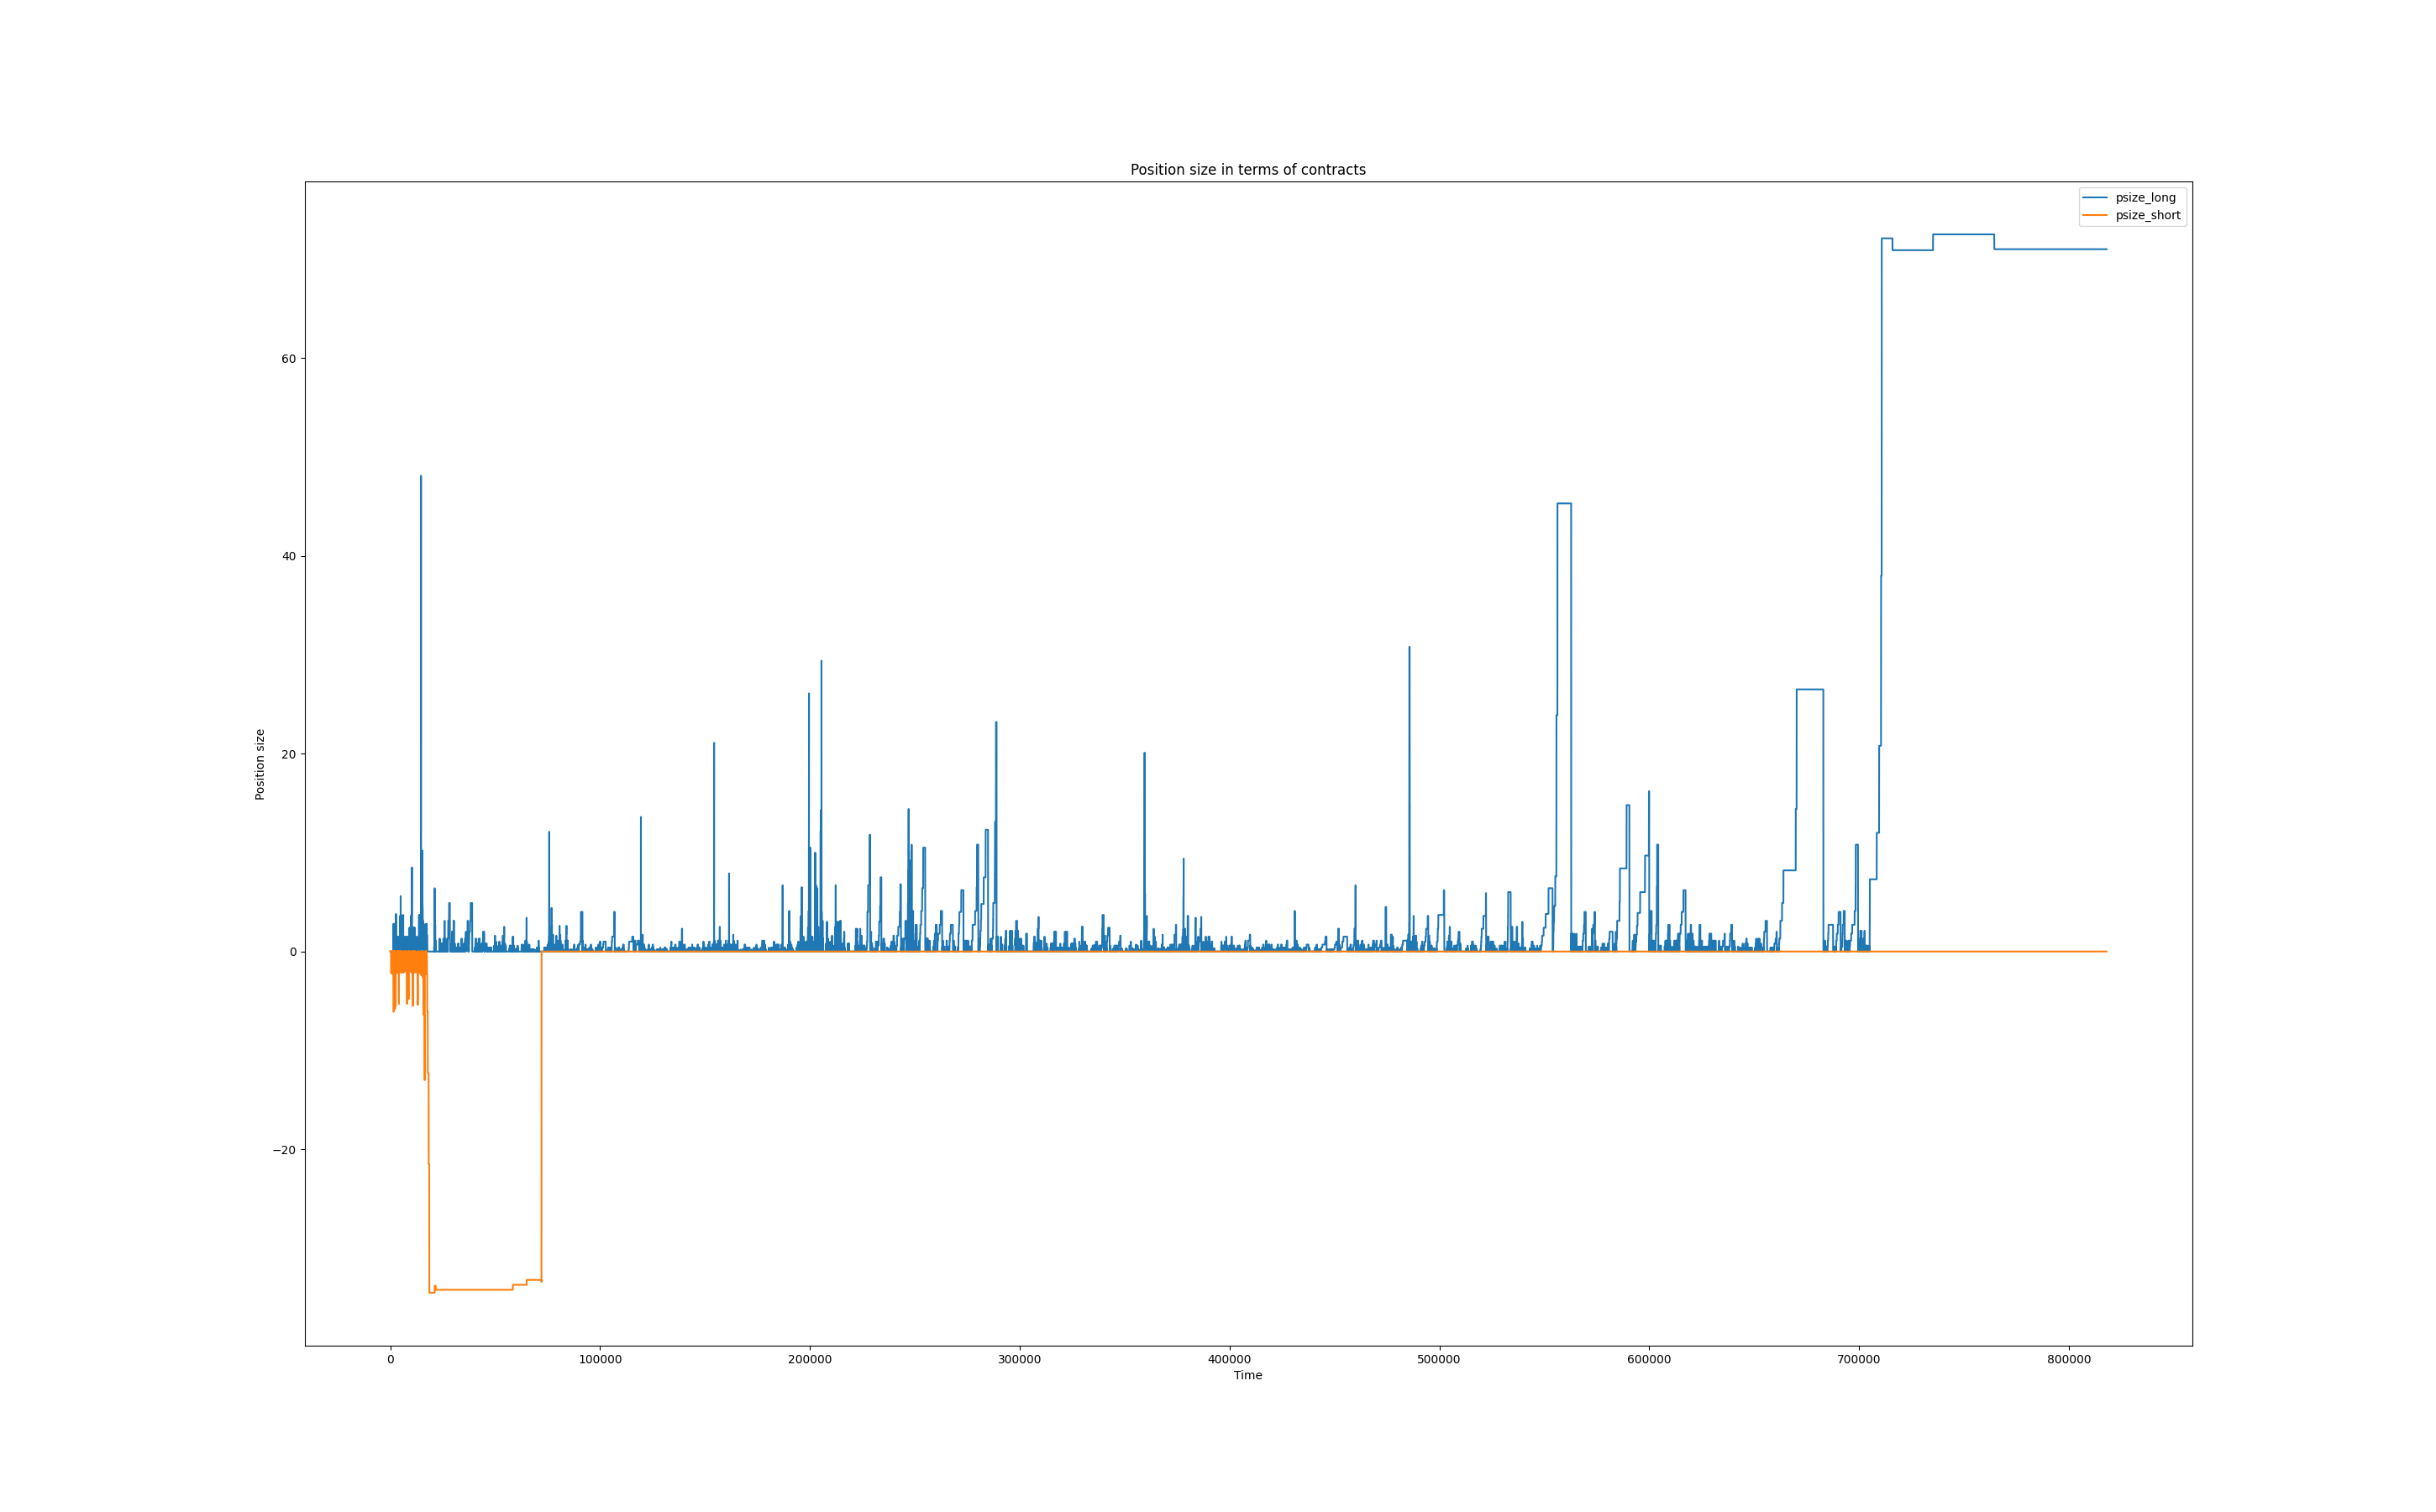 Position size in terms of contracts
psize_long
psize_short
Position size
60
40
20
0
−20
0 100000 200000 300000 400000 500000 600000 700000 800000
Time